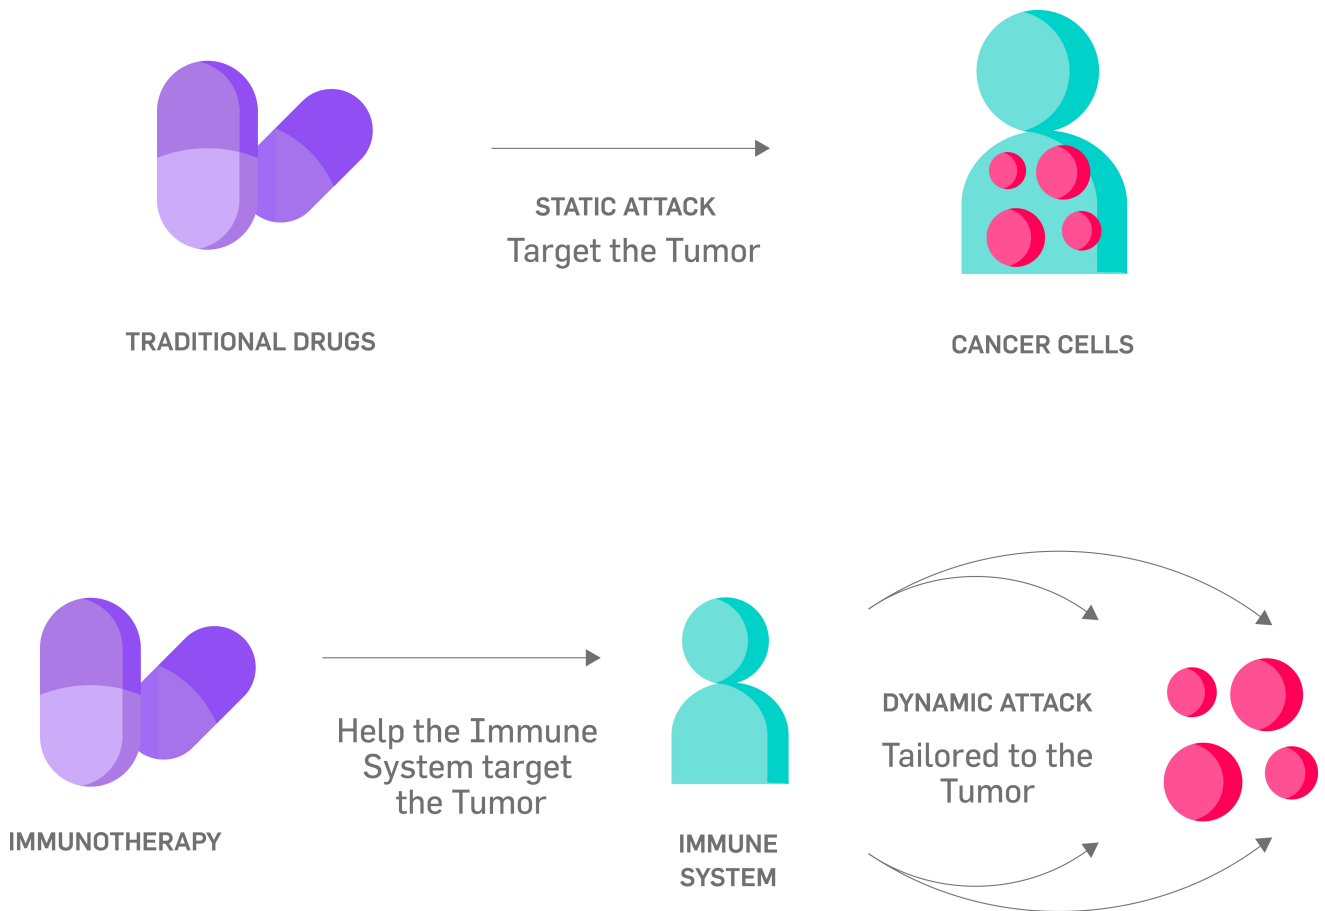 STATIC ATTACK
Target the Tumor
TRADITIONAL DRUGS
CANCER CELLS
Help the Immune
System target
the Tumor
IMMUNOTHERAPY
IMMUNE
SYSTEM
DYNAMIC ATTACK
Tailored to the
Tumor